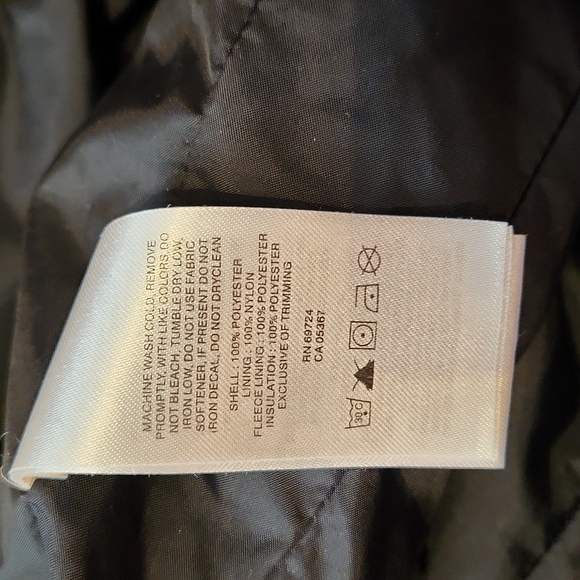 MACHINE WASH COLD, REMOVE
PROMPTLY, WITH LIKE COLORS, DO
NOT BLEACH, TUMBLE DRY LOW,
IRON LOW, DO NOT USE FABRIC
SOFTENER, IF PRESENT DO NOT
IRON DECAL, DO NOT DRYCLEAN
SHELL : 100% POLYESTER
LINING : 100% NYLON
FLEECE LINING : 100% POLYESTER
INSULATION : 100% POLYESTER
EXCLUSIVE OF TRIMMING
RN 69724
CA 05367
30 C